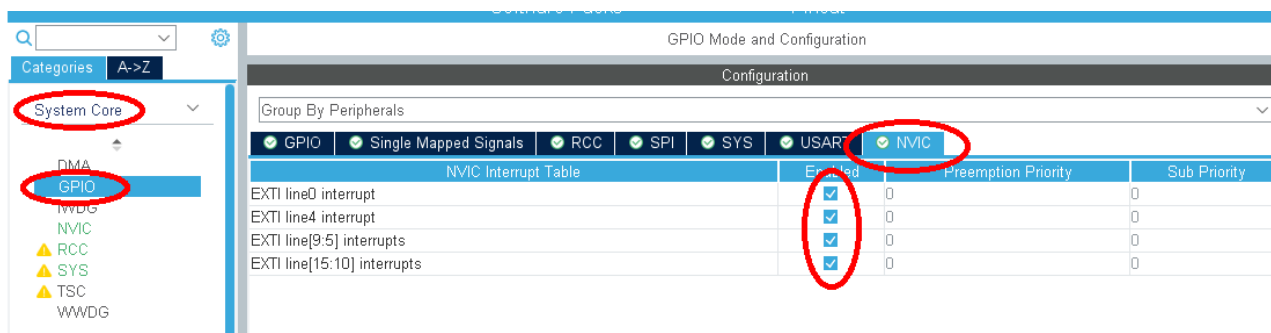 GPIO Mode and Configuration
Categories A->Z
Configuration
System Core
Group By Peripherals
GPIO Single Mapped Signals RCC SPI SYS USART NVIC
DMA
GPIO
IWDG
NVIC
RCC
SYS
TSC
WWDG
NVIC Interrupt Table Enabled Preemption Priority Sub Priority
EXTI line0 interrupt 0 0
EXTI line4 interrupt 0 0
EXTI line[9:5] interrupts 0 0
EXTI line[15:10] interrupts 0 0